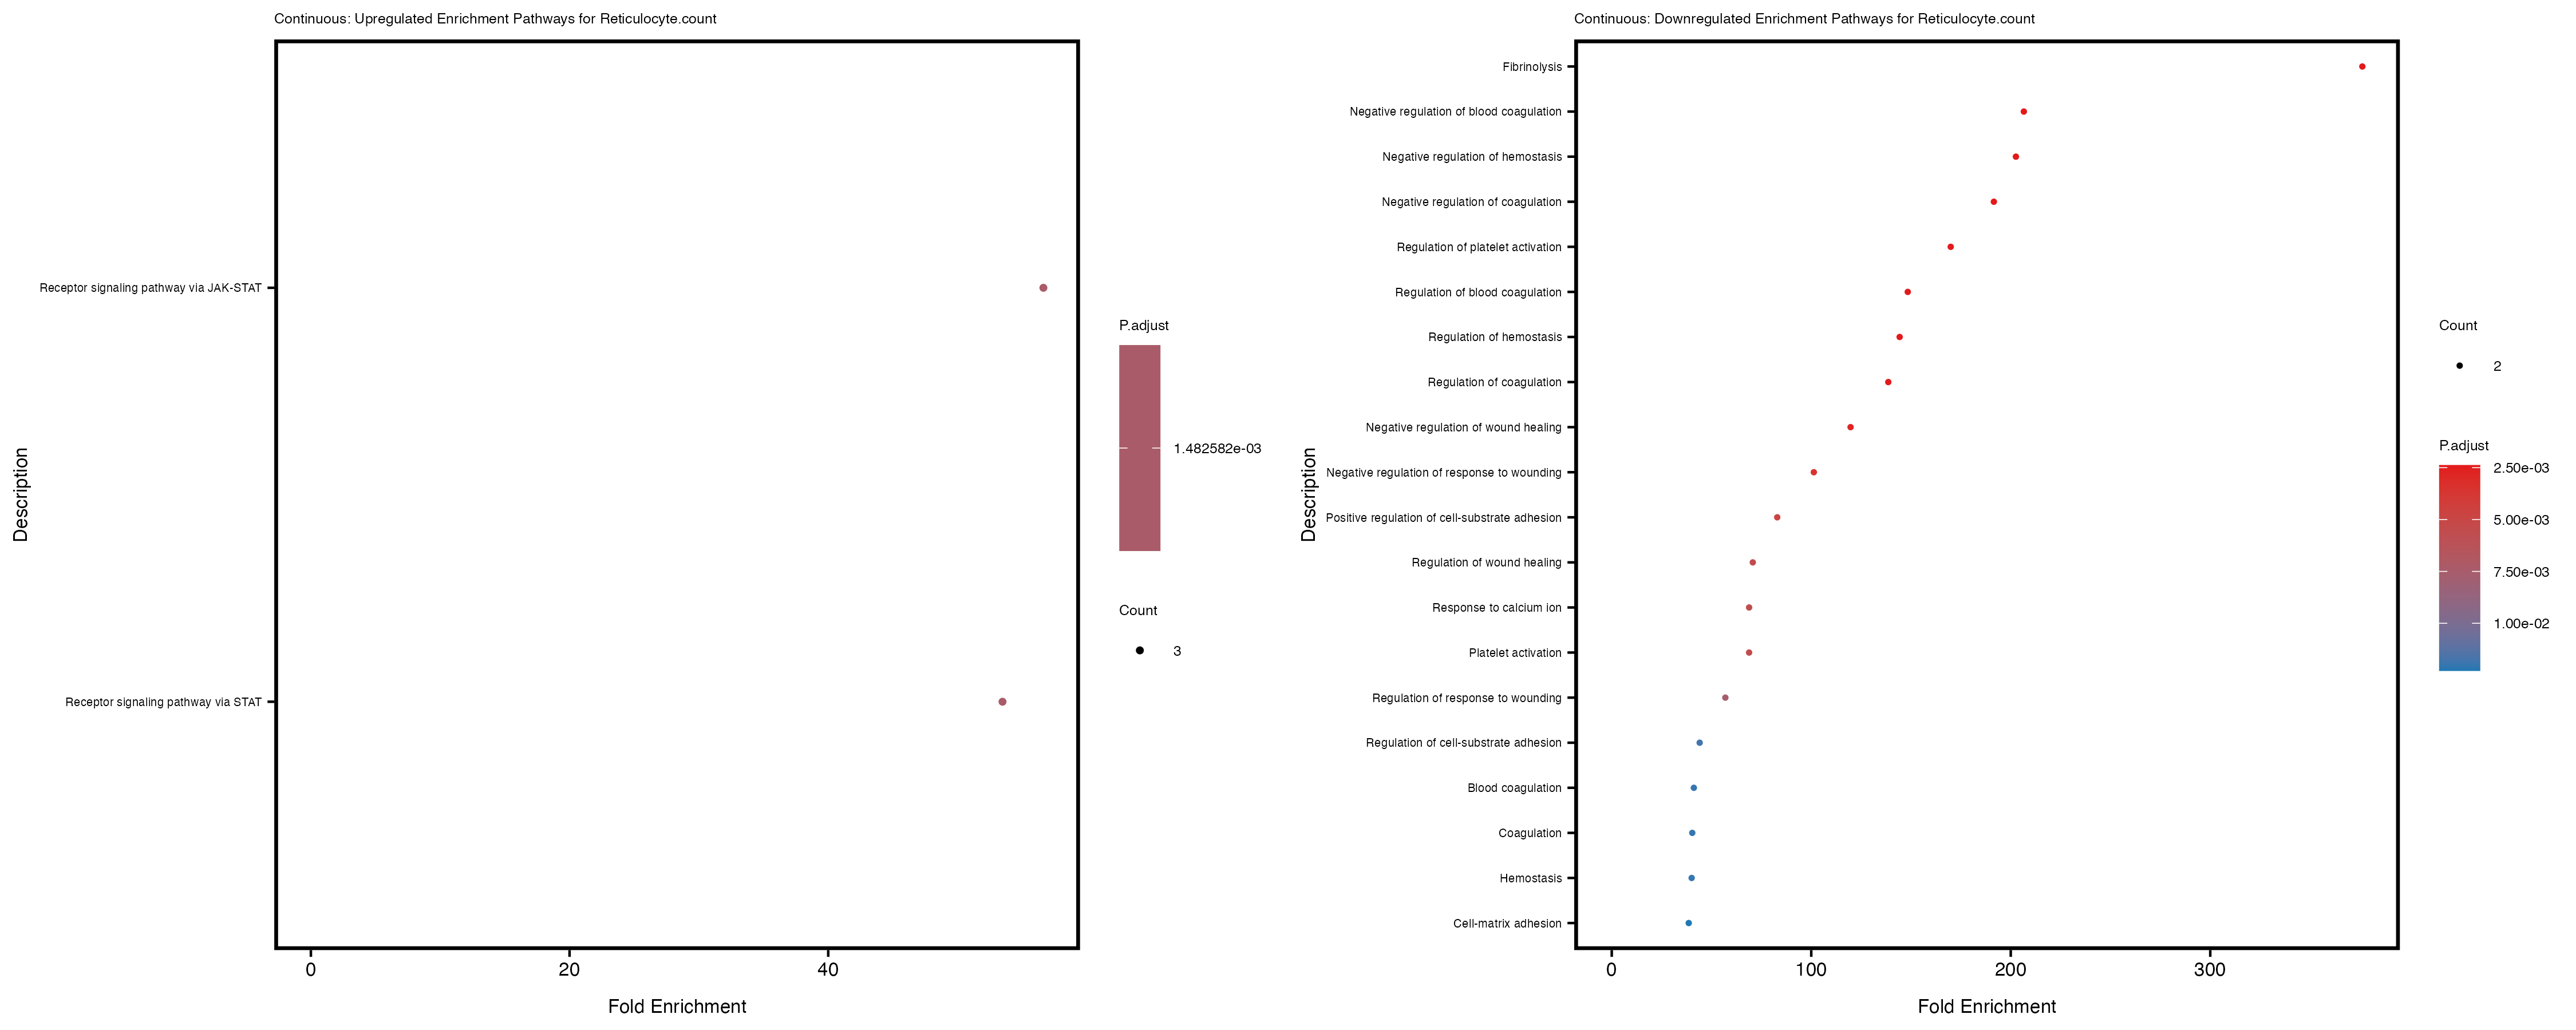 Continuous: Upregulated Enrichment Pathways for Reticulocyte.count
Description
Receptor signaling pathway via JAK-STAT
Receptor signaling pathway via STAT
0
20
40
Fold Enrichment
P.adjust
1.482582e-03
Count
3
Continuous: Downregulated Enrichment Pathways for Reticulocyte.count
Description
Fibrinolysis
Negative regulation of blood coagulation
Negative regulation of hemostasis
Negative regulation of coagulation
Regulation of platelet activation
Regulation of blood coagulation
Regulation of hemostasis
Regulation of coagulation
Negative regulation of wound healing
Negative regulation of response to wounding
Positive regulation of cell-substrate adhesion
Regulation of wound healing
Response to calcium ion
Platelet activation
Regulation of response to wounding
Regulation of cell-substrate adhesion
Blood coagulation
Coagulation
Hemostasis
Cell-matrix adhesion
0
100
200
300
Fold Enrichment
Count
2
P.adjust
2.50e-03
5.00e-03
7.50e-03
1.00e-02